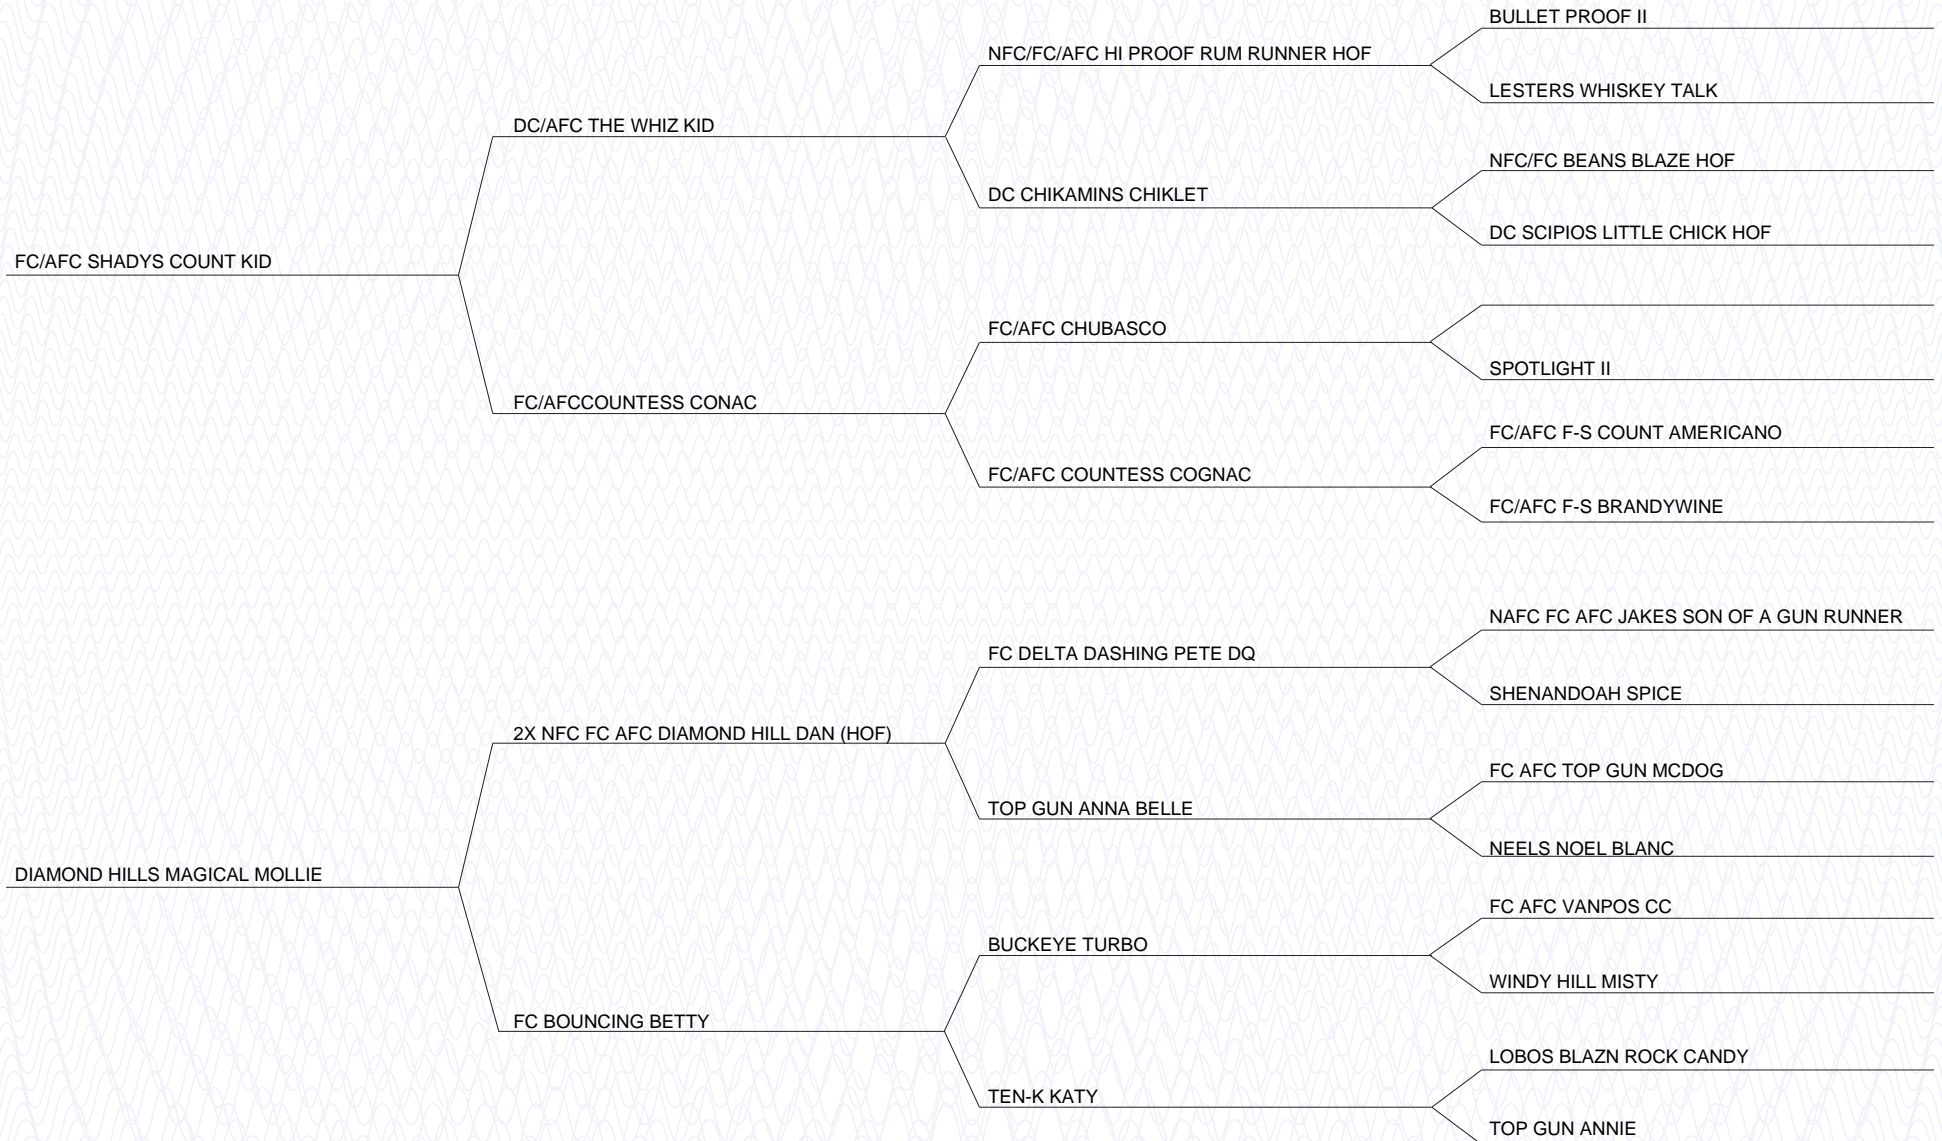 BULLET PROOF II
NFC/FC/AFC HI PROOF RUM RUNNER HOF
LESTERS WHISKEY TALK
DC/AFC THE WHIZ KID
NFC/FC BEANS BLAZE HOF
DC CHIKAMINS CHIKLET
DC SCIPIOS LITTLE CHICK HOF
FC/AFC SHADYS COUNT KID
FC/AFC CHUBASCO
SPOTLIGHT II
FC/AFCCOUNTESS CONAC
FC/AFC F-S COUNT AMERICANO
FC/AFC COUNTESS COGNAC
FC/AFC F-S BRANDYWINE
NAFC FC AFC JAKES SON OF A GUN RUNNER
FC DELTA DASHING PETE DQ
SHENANDOAH SPICE
2X NFC FC AFC DIAMOND HILL DAN (HOF)
FC AFC TOP GUN MCDOG
TOP GUN ANNA BELLE
NEELS NOEL BLANC
DIAMOND HILLS MAGICAL MOLLIE
FC AFC VANPOS CC
BUCKEYE TURBO
WINDY HILL MISTY
FC BOUNCING BETTY
LOBOS BLAZN ROCK CANDY
TEN-K KATY
TOP GUN ANNIE